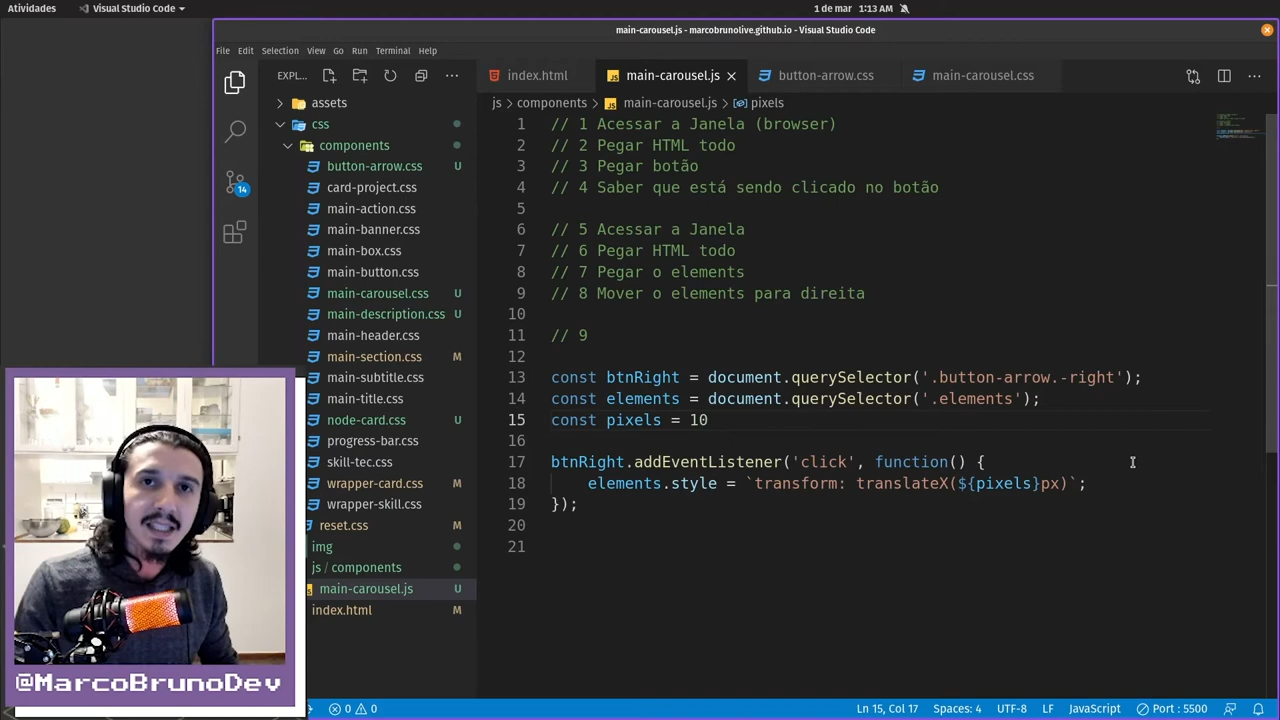 Atividades
Visual Studio Code
1 de mar 1:13 AM
main-carousel.js - marcobrunolive.github.io - Visual Studio Code
File Edit Selection View Go Run Terminal Help
EXPL...
index.html
main-carousel.js
button-arrow.css
main-carousel.css
js > components > main-carousel.js > pixels
assets
css
components
button-arrow.css U
card-project.css
main-action.css
main-banner.css
main-box.css
main-button.css
main-carousel.css U
main-description.css U
main-header.css
main-section.css M
main-subtitle.css
main-title.css
node-card.css U
progress-bar.css
skill-tec.css
wrapper-card.css M
wrapper-skill.css
reset.css M
img
js / components
main-carousel.js U
index.html M
14
1 // 1 Acessar a Janela (browser)
2 // 2 Pegar HTML todo
3 // 3 Pegar botão
4 // 4 Saber que está sendo clicado no botão
5
6 // 5 Acessar a Janela
7 // 6 Pegar HTML todo
8 // 7 Pegar o elements
9 // 8 Mover o elements para direita
10
11 // 9
12
13 const btnRight = document.querySelector('.button-arrow.-right');
14 const elements = document.querySelector('.elements');
15 const pixels = 10
16
17 btnRight.addEventListener('click', function() {
18 elements.style = `transform: translateX(${pixels}px)`;
19 });
20
21
@MarcoBrunoDev
0 0
Ln 15, Col 17 Spaces: 4 UTF-8 LF JavaScript Port : 5500